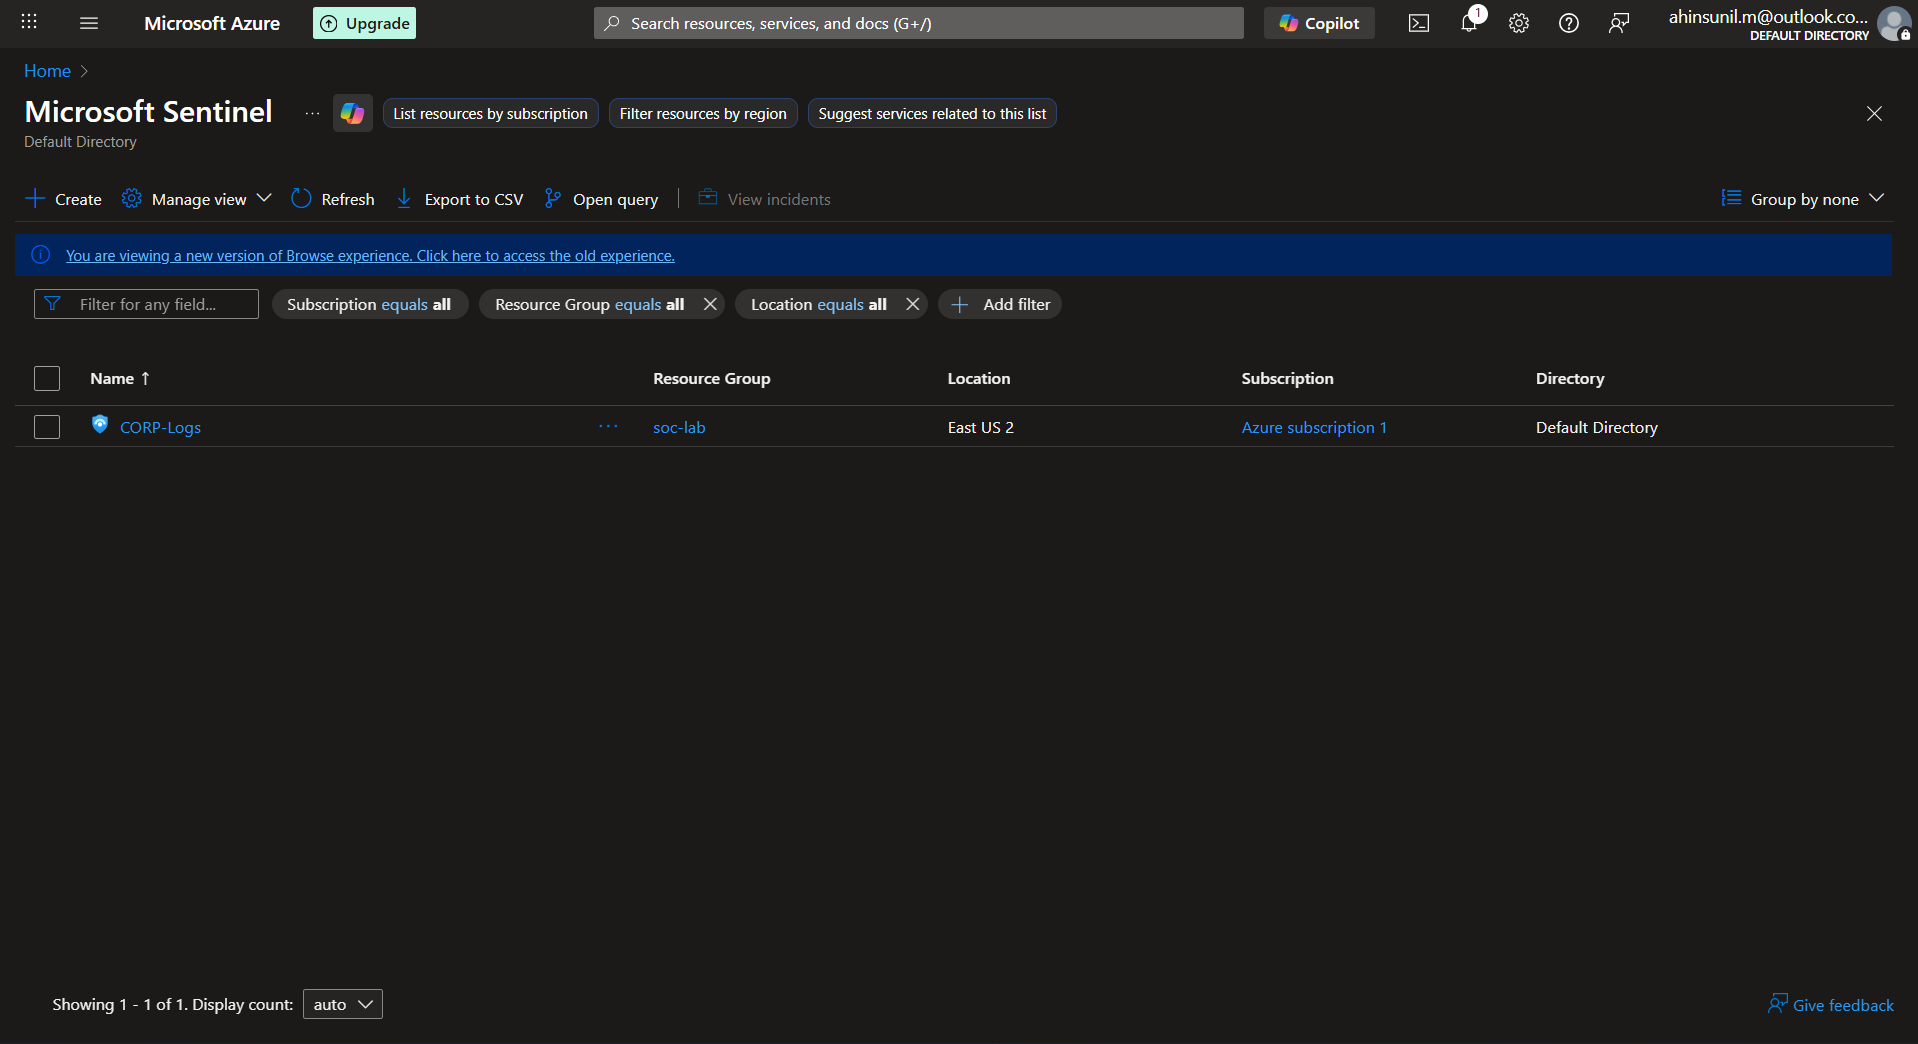 Microsoft Azure
Upgrade
Search resources, services, and docs (G+/)
Copilot
1
ahinsunil.m@outlook.co...
DEFAULT DIRECTORY
Home
Microsoft Sentinel
...
List resources by subscription
Filter resources by region
Suggest services related to this list
Default Directory
Create
Manage view
Refresh
Export to CSV
Open query
View incidents
Group by none
You are viewing a new version of Browse experience. Click here to access the old experience.
Filter for any field...
Subscription equals all
Resource Group equals all
Location equals all
Add filter
Name ↑
Resource Group
Location
Subscription
Directory
CORP-Logs
...
soc-lab
East US 2
Azure subscription 1
Default Directory
Showing 1 - 1 of 1. Display count:
auto
Give feedback